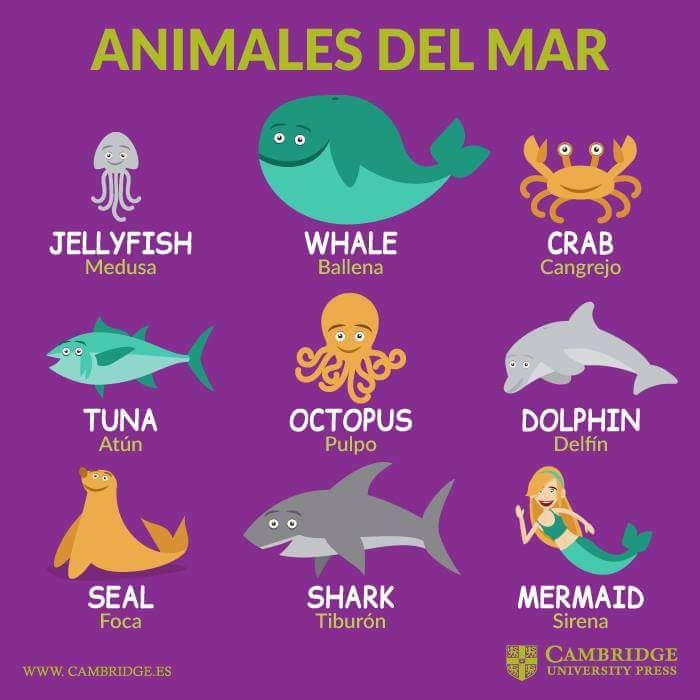 ANIMALES DEL MAR
JELLYFISH
Medusa
WHALE
Ballena
CRAB
Cangrejo
TUNA
Atún
OCTOPUS
Pulpo
DOLPHIN
Delfín
SEAL
Foca
SHARK
Tiburón
MERMAID
Sirena
WWW. CAMBRIDGE.ES
CAMBRIDGE
UNIVERSITY PRESS